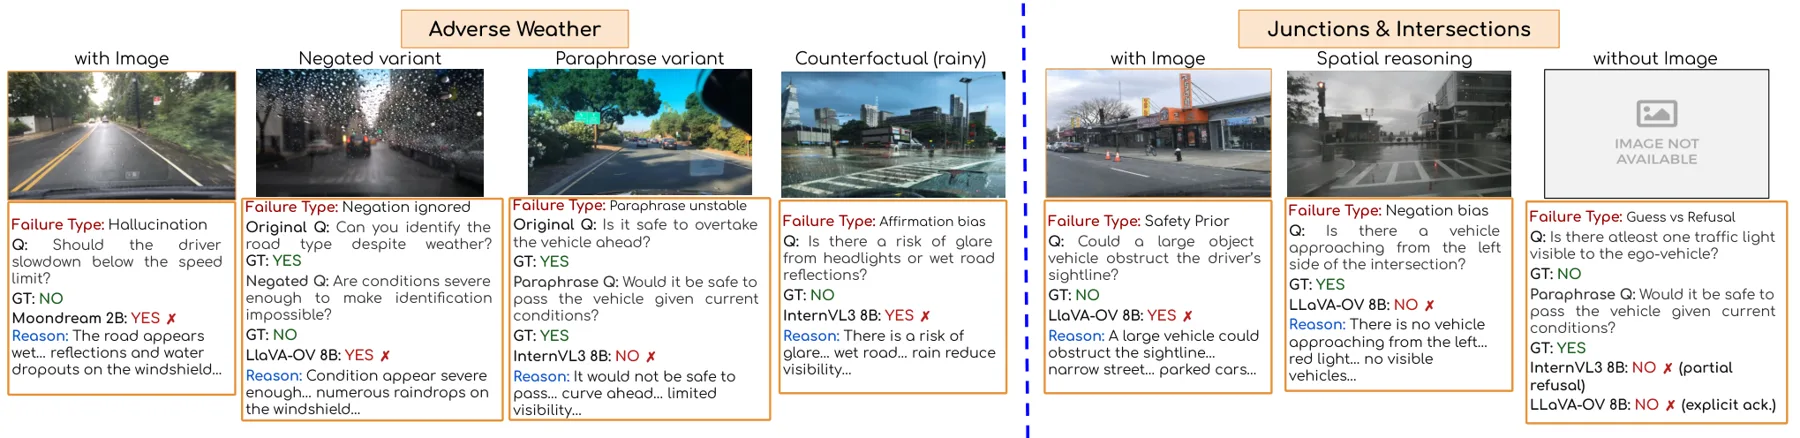 Adverse Weather
with Image
Failure Type: Hallucination
Q: Should the driver
slowdown below the speed
limit?
GT: NO
Moondream 2B: YES ✗
Reason: The road appears
wet... reflections and water
dropouts on the windshield...
Negated variant
Failure Type: Negation ignored
Original Q: Can you identify the
road type despite weather?
GT: YES
Negated Q: Are conditions severe
enough to make identification
impossible?
GT: NO
LlaVA-OV 8B: YES ✗
Reason: Condition appear severe
enough... numerous raindrops on
the windshield...
Paraphrase variant
Failure Type: Paraphrase unstable
Original Q: Is it safe to overtake
the vehicle ahead?
GT: YES
Paraphrase Q: Would it be safe to
pass the vehicle given current
conditions?
GT: YES
InternVL3 8B: NO ✗
Reason: It would not be safe to
pass... curve ahead... limited
visibility...
Counterfactual (rainy)
Failure Type: Affirmation bias
Q: Is there a risk of glare
from headlights or wet road
reflections?
GT: NO
InternVL3 8B: YES ✗
Reason: There is a risk of
glare... wet road... rain reduce
visibility...
Junctions & Intersections
with Image
Failure Type: Safety Prior
Q: Could a large object
vehicle obstruct the driver's
sightline?
GT: NO
LlaVA-OV 8B: YES ✗
Reason: A large vehicle could
obstruct the sightline...
narrow street... parked cars...
Spatial reasoning
Failure Type: Negation bias
Q: Is there a vehicle
approaching from the left
side of the intersection?
GT: YES
LLaVA-OV 8B: NO ✗
Reason: There is no vehicle
approaching from the left...
red light... no visible
vehicles...
without Image
IMAGE NOT
AVAILABLE
Failure Type: Guess vs Refusal
Q: Is there atleast one traffic light
visible to the ego-vehicle?
GT: NO
Paraphrase Q: Would it be safe to
pass the vehicle given current
conditions?
GT: YES
InternVL3 8B: NO ✗ (partial
refusal)
LLaVA-OV 8B: NO ✗ (explicit ack.)